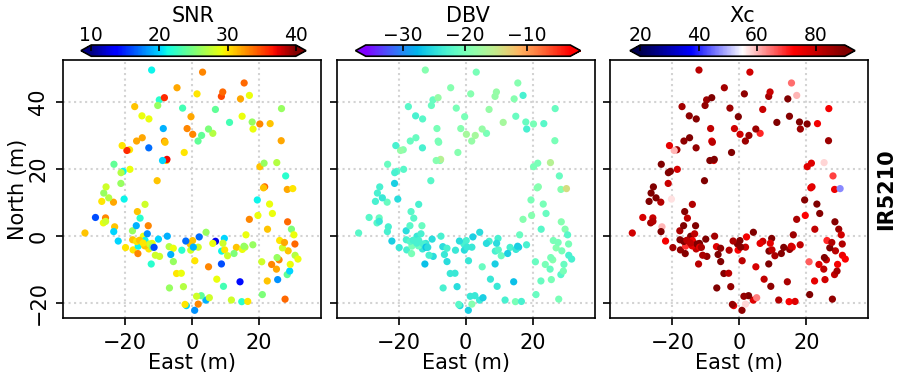 SNR DBV Xc
10 20 30 40 −30 −20 −10 20 40 60 80
40
20
0
−20
North (m)
IR5210
−20 0 20 −20 0 20 −20 0 20
East (m) East (m) East (m)